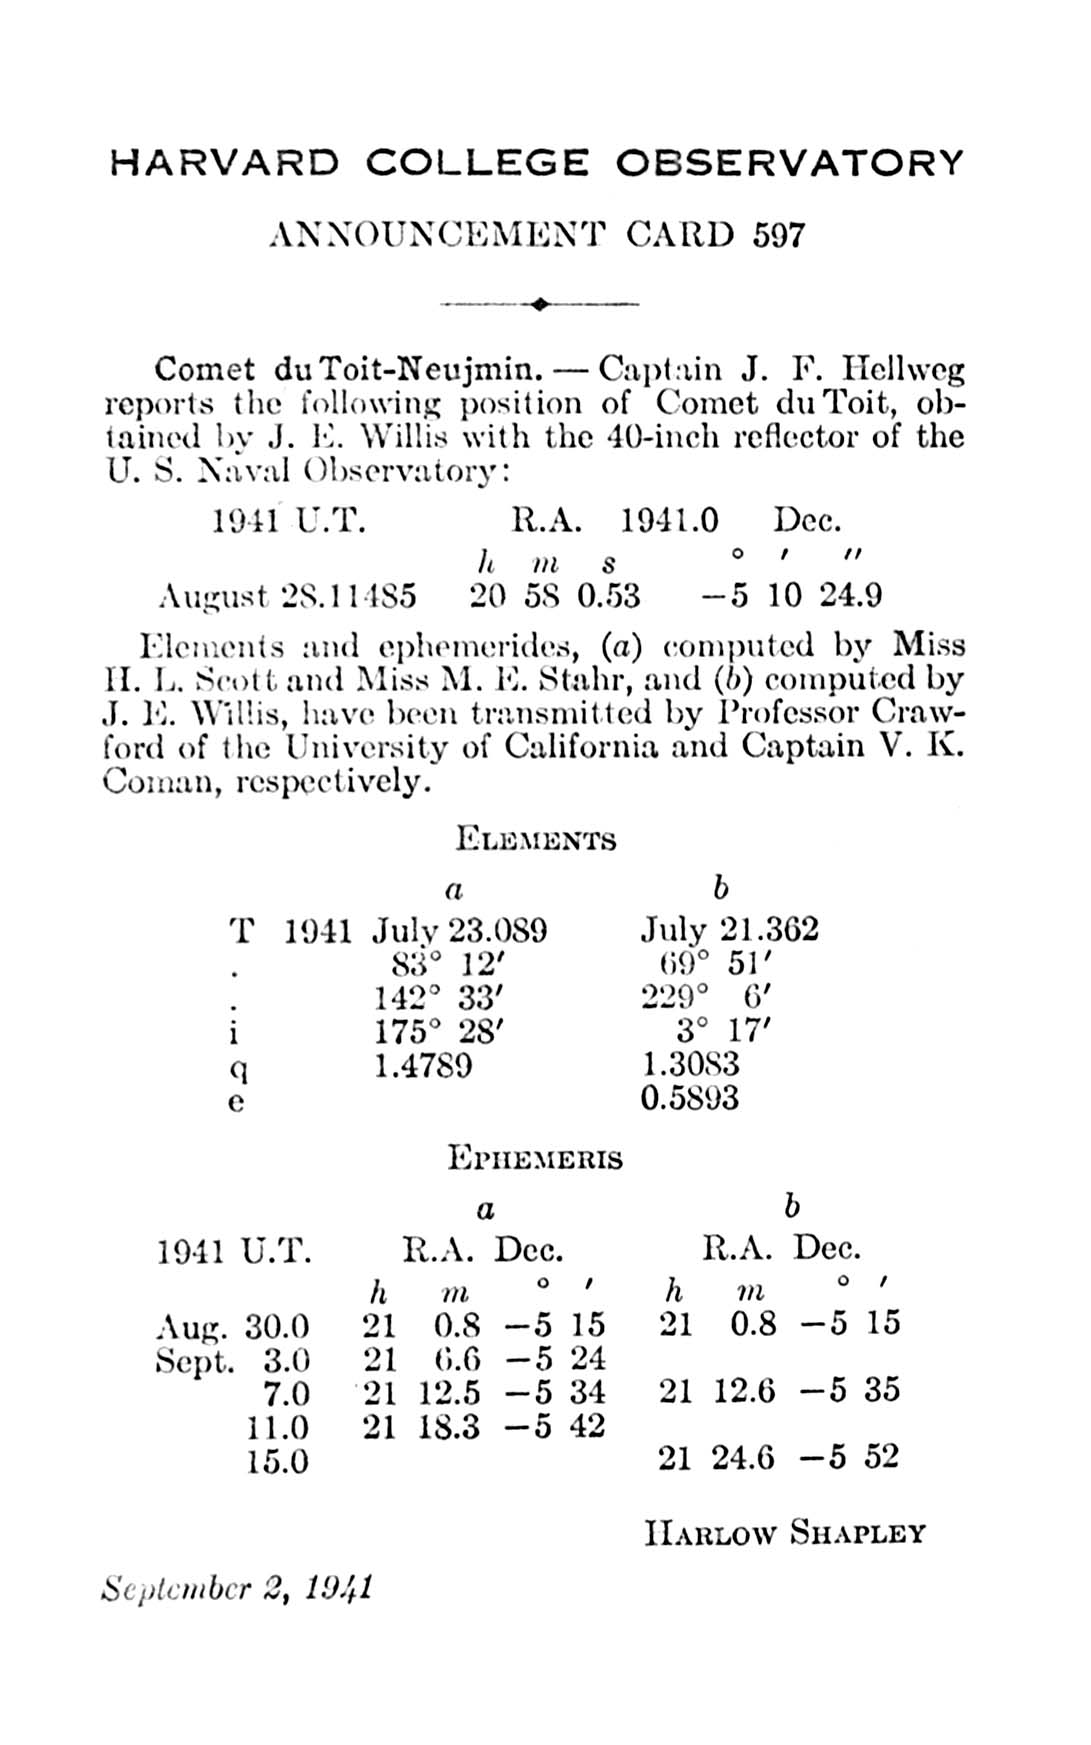 HARVARD COLLEGE OBSERVATORY
ANNOUNCEMENT CARD 597
Comet du Toit-Neujmin. — Captain J. F. Hellweg
reports the following position of Comet du Toit, ob-
tained by J. E. Willis with the 40-inch reflector of the
U. S. Naval Observatory:
1941 U.T. R.A. 1941.0 Dec.
h m s ° ′ ″
August 28.11485 20 58 0.53 −5 10 24.9
Elements and ephemerides, (a) computed by Miss
H. L. Scott and Miss M. E. Stahr, and (b) computed by
J. E. Willis, have been transmitted by Professor Craw-
ford of the University of California and Captain V. K.
Coman, respectively.
ELEMENTS
a b
T 1941 July 23.089 July 21.362
. 83° 12′ 69° 51′
. 142° 33′ 229° 6′
i 175° 28′ 3° 17′
q 1.4789 1.3083
e 0.5893
EPHEMERIS
a b
1941 U.T. R.A. Dec. R.A. Dec.
h m ° ′ h m ° ′
Aug. 30.0 21 0.8 −5 15 21 0.8 −5 15
Sept. 3.0 21 6.6 −5 24
7.0 21 12.5 −5 34 21 12.6 −5 35
11.0 21 18.3 −5 42
15.0 21 24.6 −5 52
HARLOW SHAPLEY
September 2, 1941